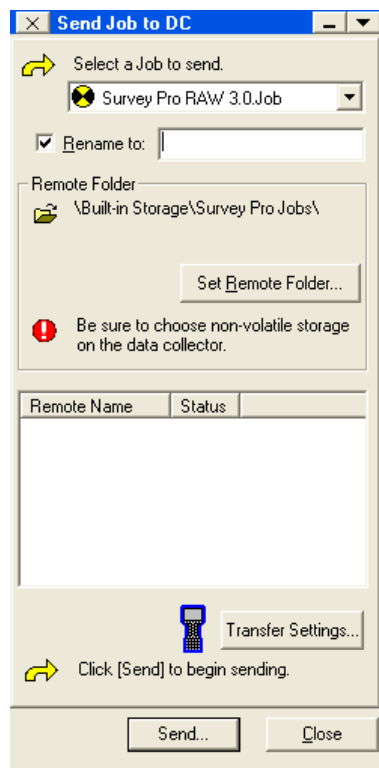 Send Job to DC
Select a Job to send.
Survey Pro RAW 3.0.Job
Rename to:
Remote Folder
\Built-in Storage\Survey Pro Jobs\
Set Remote Folder...
Be sure to choose non-volatile storage
on the data collector.
Remote Name Status
Transfer Settings...
Click [Send] to begin sending.
Send... Close